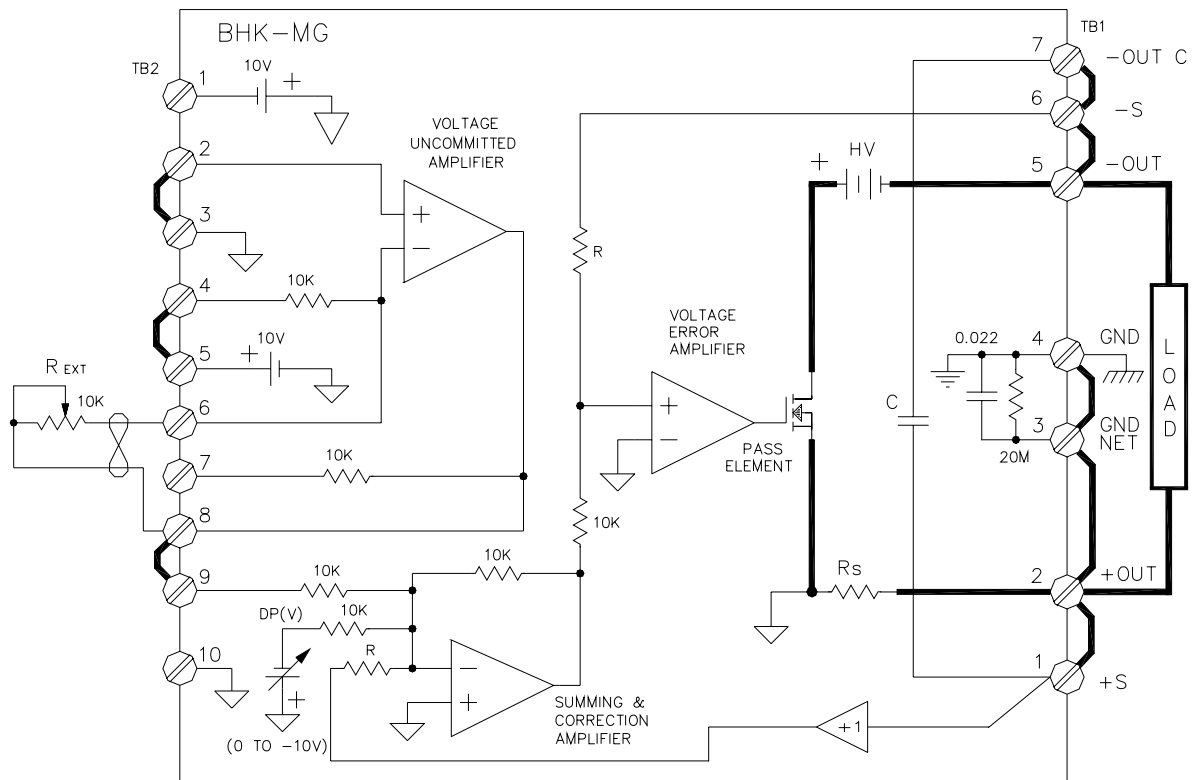 BHK-MG
TB1
TB2
1
10V
+
7
-OUT C
VOLTAGE
UNCOMMITTED
AMPLIFIER
6
-S
2
+
HV
5
-OUT
3
+
-
R
4
10K
VOLTAGE
ERROR
AMPLIFIER
5
+
10V
0.022
4
GND
LOAD
R EXT
10K
6
+
-
C
3
GND
NET
20M
7
10K
PASS
ELEMENT
8
10K
10K
9
10K
Rs
2
+OUT
DP(V)
10K
R
10
+
-
+
1
+S
SUMMING &
CORRECTION
AMPLIFIER
(0 TO -10V)
+1